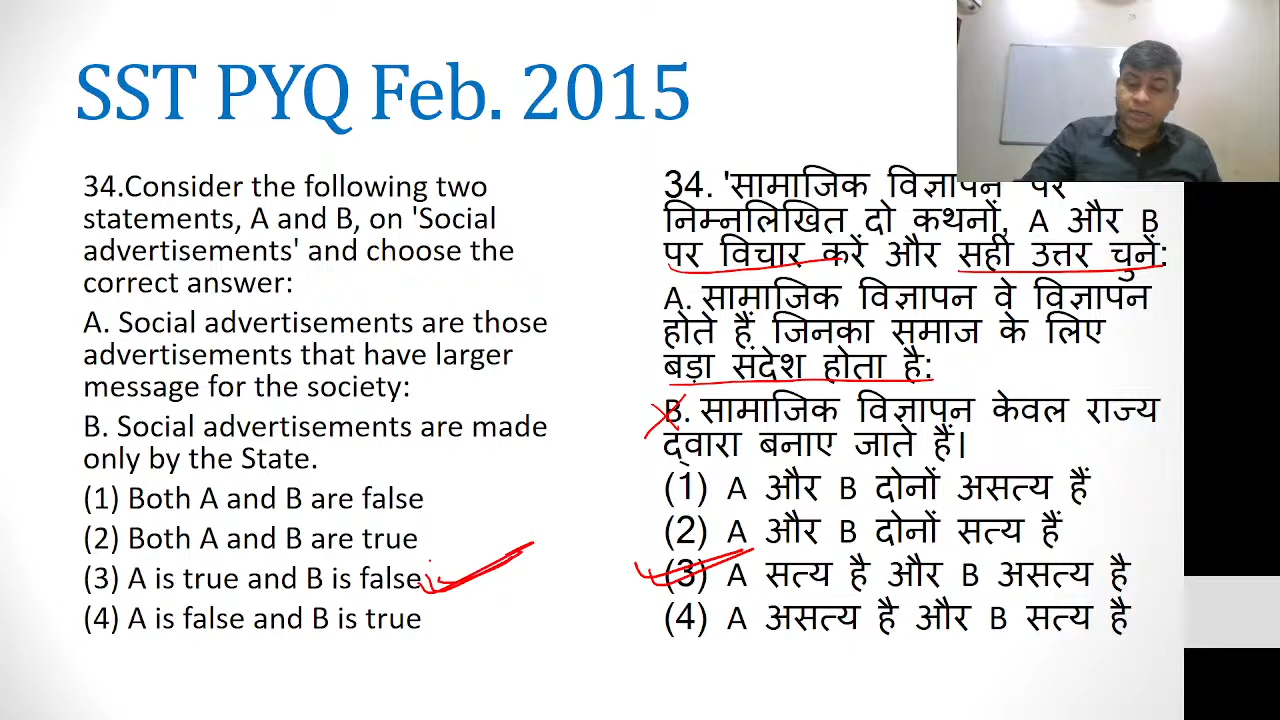 SST PYQ Feb. 2015
34.Consider the following two
statements, A and B, on 'Social
advertisements' and choose the
correct answer:
A. Social advertisements are those
advertisements that have larger
message for the society:
B. Social advertisements are made
only by the State.
(1) Both A and B are false
(2) Both A and B are true
(3) A is true and B is false
(4) A is false and B is true
34. 'सामाजिक विज्ञापन पर
निम्नलिखित दो कथनों, A और B
पर विचार करें और सही उत्तर चुनें:
A. सामाजिक विज्ञापन वे विज्ञापन
होते हैं जिनका समाज के लिए
बड़ा संदेश होता है:
B. सामाजिक विज्ञापन केवल राज्य
द्वारा बनाए जाते हैं।
(1) A और B दोनों असत्य हैं
(2) A और B दोनों सत्य हैं
(3) A सत्य है और B असत्य है
(4) A असत्य है और B सत्य है